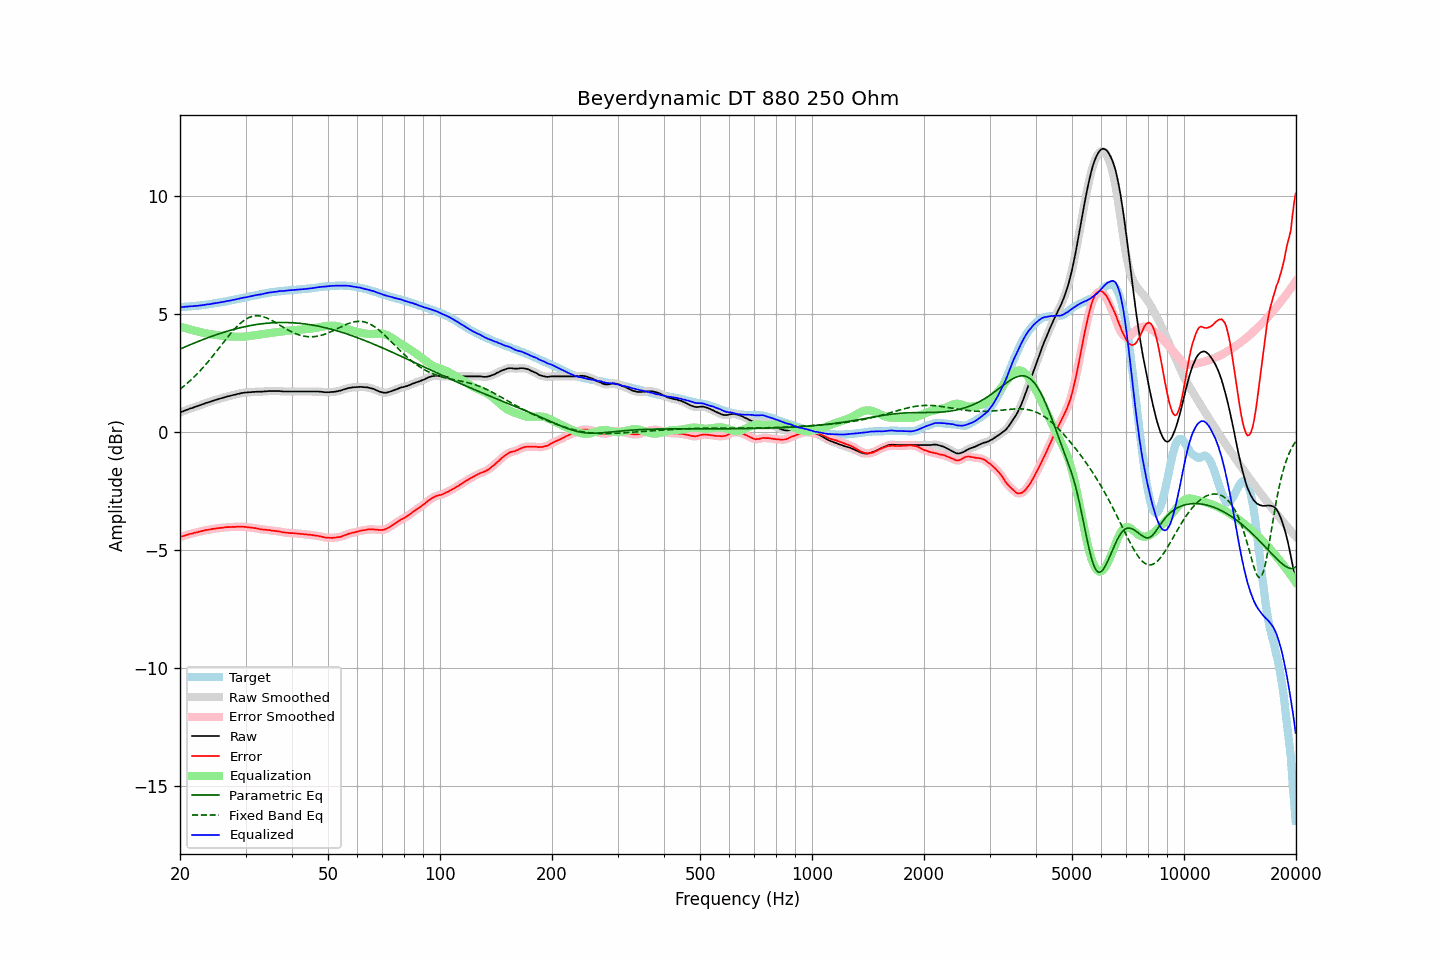 Beyerdynamic DT 880 250 Ohm
Amplitude (dBr)
10
5
0
−5
−10
−15
Target
Raw Smoothed
Error Smoothed
Raw
Error
Equalization
Parametric Eq
Fixed Band Eq
Equalized
20 50 100 200 500 1000 2000 5000 10000 20000
Frequency (Hz)